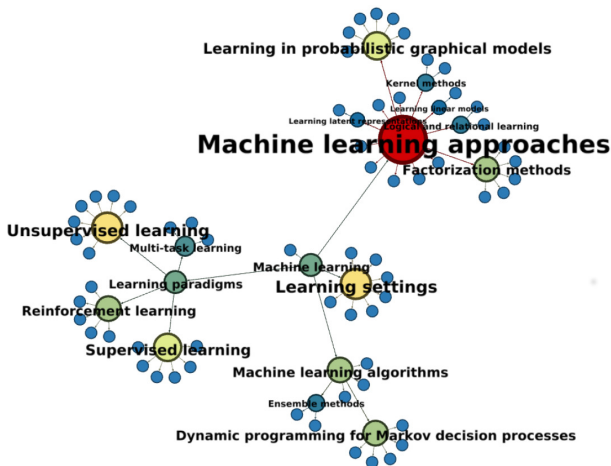 Learning in probabilistic graphical models
Kernel methods
Learning linear models
Learning latent representations
Logical and relational learning
Machine learning approaches
Factorization methods
Unsupervised learning
Multi-task learning
Machine learning
Learning paradigms
Learning settings
Reinforcement learning
Supervised learning
Machine learning algorithms
Ensemble methods
Dynamic programming for Markov decision processes